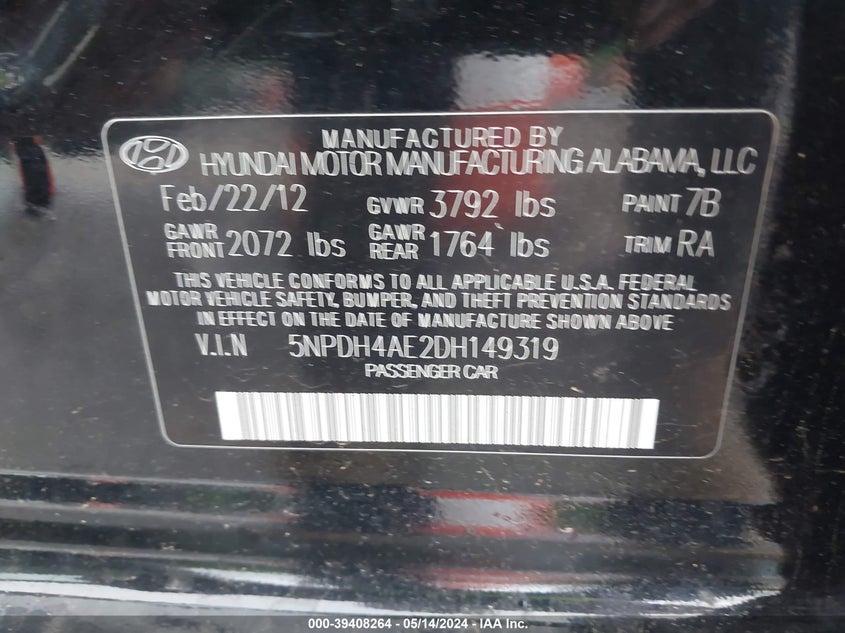 MANUFACTURED BY
HYUNDAI MOTOR MANUFACTURING ALABAMA, LLC
Feb/22/12 GVWR 3792 lbs PAINT 7B
GAWR FRONT 2072 lbs GAWR REAR 1764 lbs TRIM RA
THIS VEHICLE CONFORMS TO ALL APPLICABLE U.S.A. FEDERAL
MOTOR VEHICLE SAFETY, BUMPER, AND THEFT PREVENTION STANDARDS
IN EFFECT ON THE DATE OF MANUFACTURE SHOWN ABOVE
V.I.N 5NPDH4AE2DH149319
PASSENGER CAR
000-39408264 - 05/14/2024 - IAA Inc.